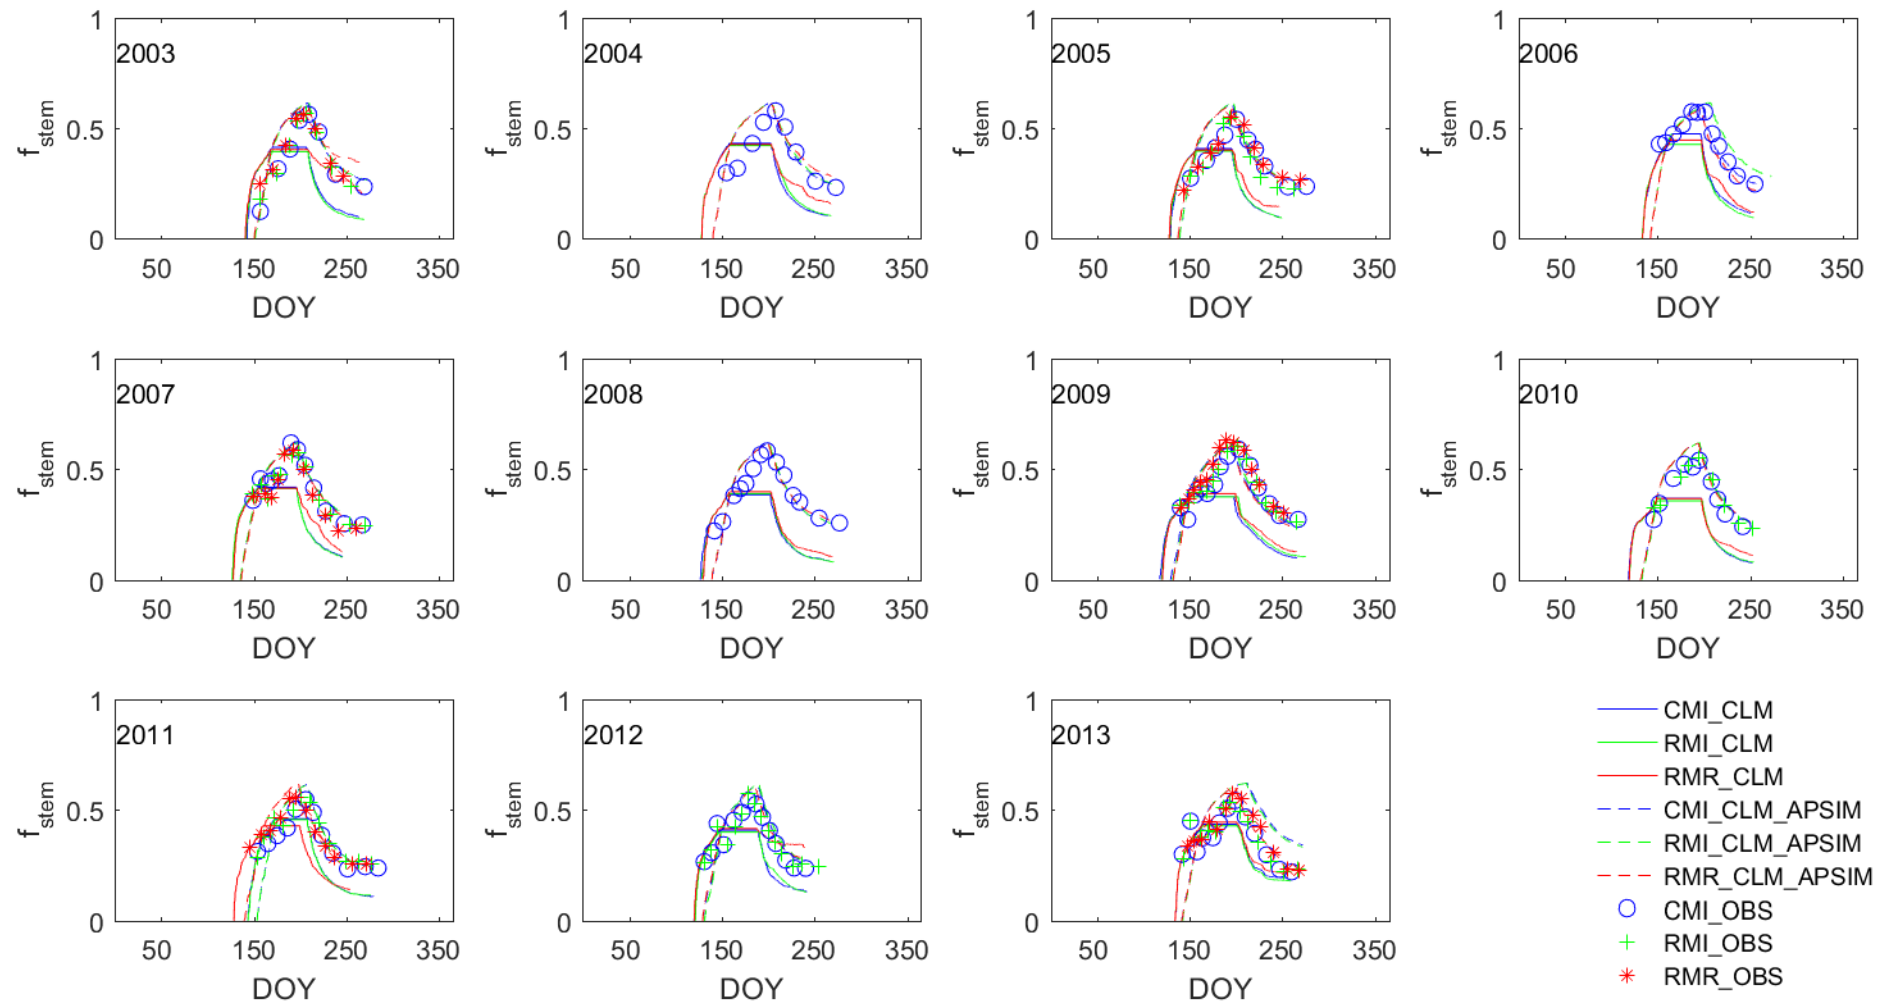 1 1 1 1
2003 2004 2005 2006
f_stem f_stem f_stem f_stem
0.5 0.5 0.5 0.5
0 0 0 0
50 150 250 350 50 150 250 350 50 150 250 350 50 150 250 350
DOY DOY DOY DOY
1 1 1 1
2007 2008 2009 2010
f_stem f_stem f_stem f_stem
0.5 0.5 0.5 0.5
0 0 0 0
50 150 250 350 50 150 250 350 50 150 250 350 50 150 250 350
DOY DOY DOY DOY
1 1 1
2011 2012 2013
f_stem f_stem f_stem
0.5 0.5 0.5
0 0 0
50 150 250 350 50 150 250 350 50 150 250 350
DOY DOY DOY
CMI_CLM
RMI_CLM
RMR_CLM
CMI_CLM_APSIM
RMI_CLM_APSIM
RMR_CLM_APSIM
CMI_OBS
RMI_OBS
RMR_OBS